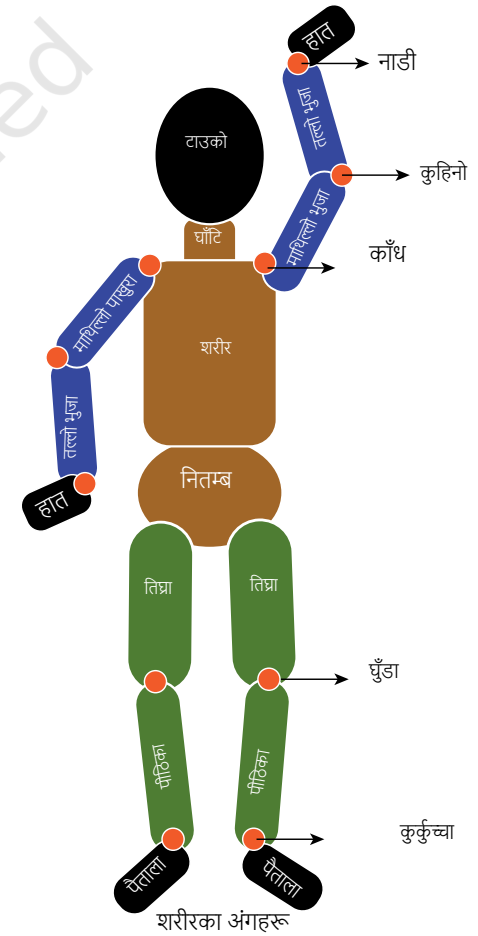 हात
नाडी
तल्लो भुजा
टाउको
कुहिनो
माथिल्लो भुजा
घाँटि
काँध
माथिल्लो पाखुरा
शरीर
तल्लो भुजा
नितम्ब
हात
तिघ्रा
तिघ्रा
घुँडा
पीठिका
पीठिका
कुर्कुच्चा
पैताला
पैताला
शरीरका अंगहरू